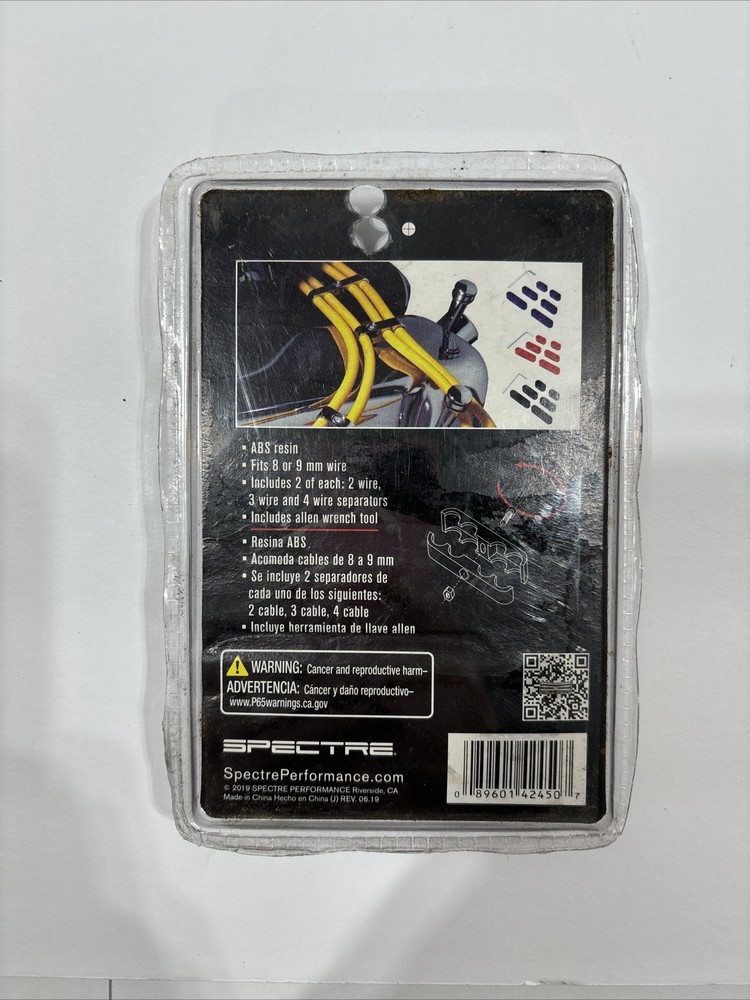 ▪ ABS resin
▪ Fits 8 or 9 mm wire
▪ Includes 2 of each: 2 wire,
3 wire and 4 wire separators
▪ Includes allen wrench tool
▪ Resina ABS
▪ Acomoda cables de 8 a 9 mm
▪ Se incluye 2 separadores de
cada uno de los siguientes:
2 cable, 3 cable, 4 cable
▪ Incluye herramienta de llave allen
WARNING: Cancer and reproductive harm–
ADVERTENCIA: Cáncer y daño reproductivo–
www.P65warnings.ca.gov
SPECTRE
SpectrePerformance.com
© 2019 SPECTRE PERFORMANCE Riverside, CA
Made in China Hecho en China (J) REV. 06.19
0 89601 42450 7